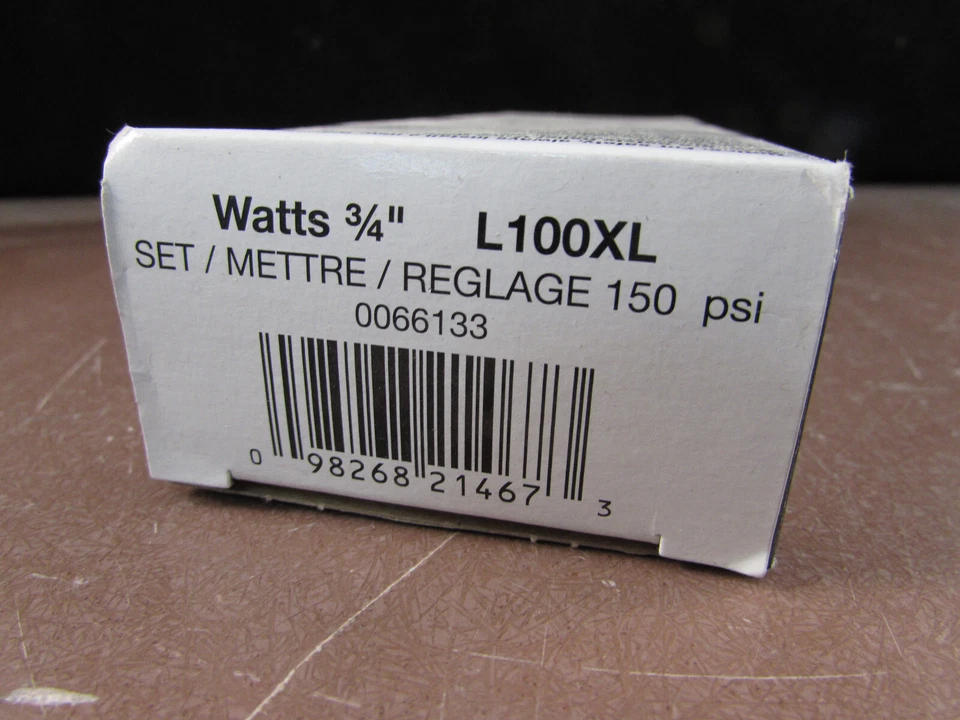 Watts ¾" L100XL
SET / METTRE / REGLAGE 150 psi
0066133
0 98268 21467 3